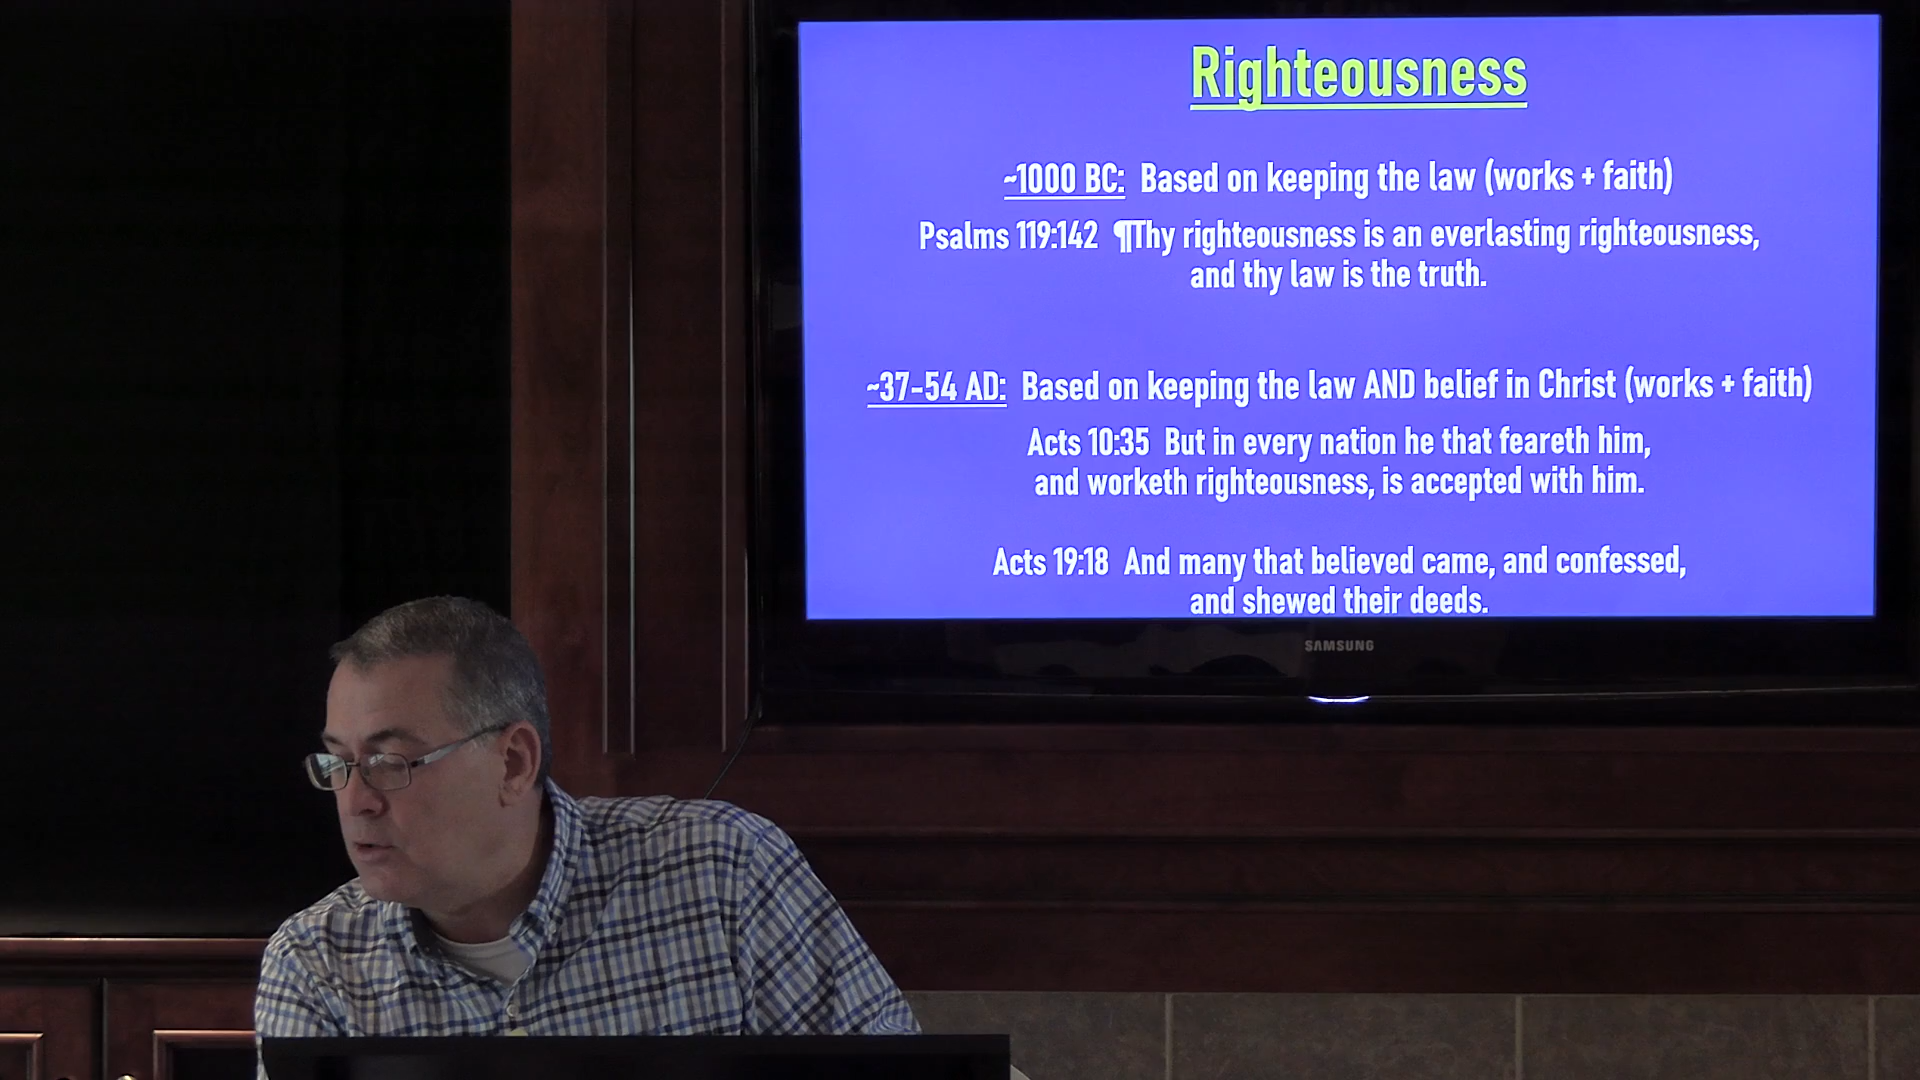 Righteousness
~1000 BC: Based on keeping the law (works + faith)
Psalms 119:142 ¶Thy righteousness is an everlasting righteousness,
and thy law is the truth.
~37-54 AD: Based on keeping the law AND belief in Christ (works + faith)
Acts 10:35 But in every nation he that feareth him,
and worketh righteousness, is accepted with him.
Acts 19:18 And many that believed came, and confessed,
and shewed their deeds.
SAMSUNG